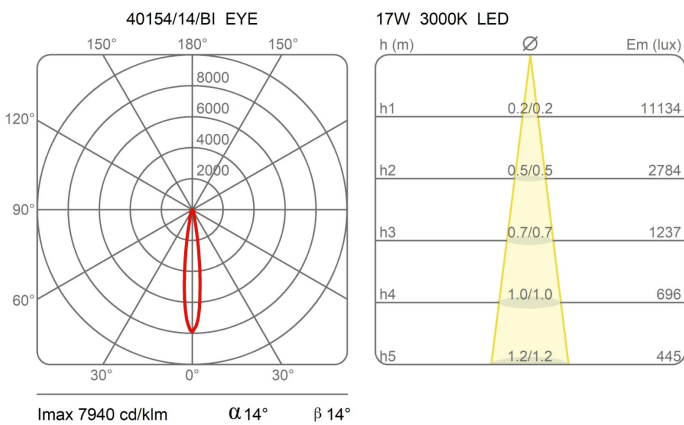 40154/14/BI EYE
17W 3000K LED
150° 180° 150°
h (m) Ø Em (lux)
8000
6000
4000
2000
120°
90°
60°
30° 0° 30°
h1 0.2/0.2 11134
h2 0.5/0.5 2784
h3 0.7/0.7 1237
h4 1.0/1.0 696
h5 1.2/1.2 445
Imax 7940 cd/klm α 14° β 14°